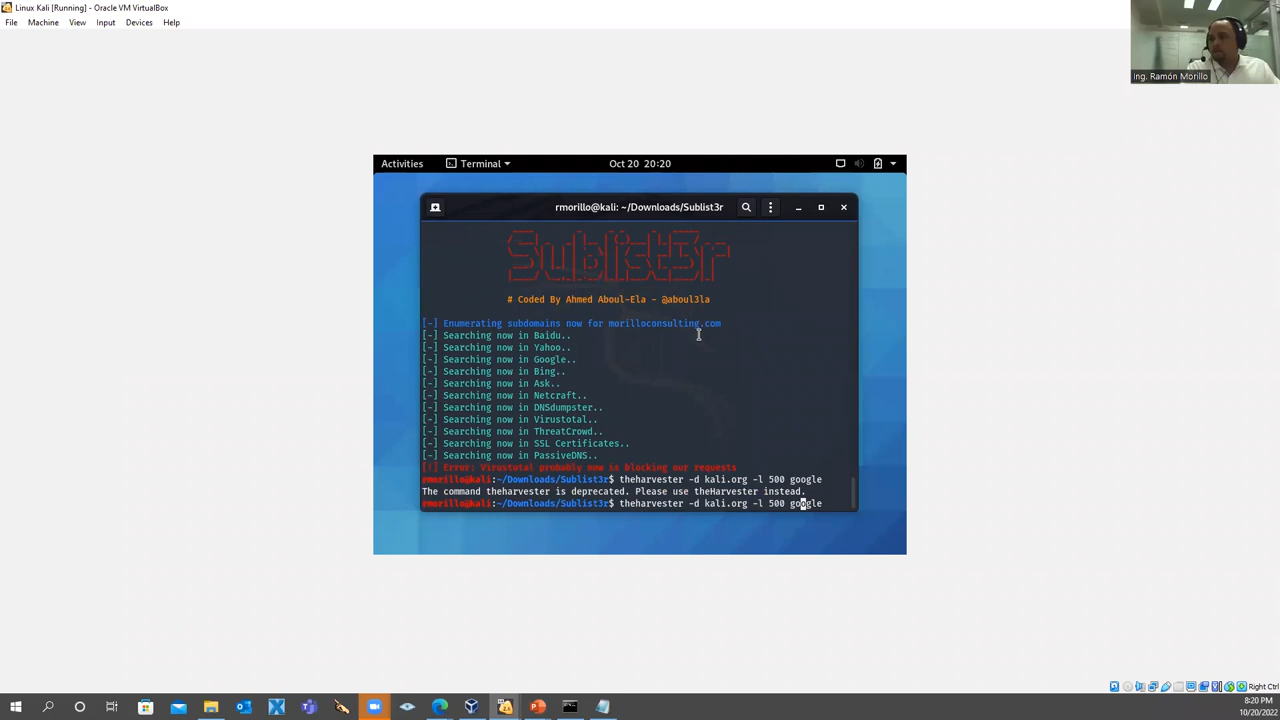 Linux Kali [Running] - Oracle VM VirtualBox
File Machine View Input Devices Help
Ing. Ramón Morillo
Activities Terminal Oct 20 20:20
rmorillo@kali: ~/Downloads/Sublist3r
Sublist3r
# Coded By Ahmed Aboul-Ela - @aboul3la
[-] Enumerating subdomains now for morilloconsulting.com
[-] Searching now in Baidu..
[-] Searching now in Yahoo..
[-] Searching now in Google..
[-] Searching now in Bing..
[-] Searching now in Ask..
[-] Searching now in Netcraft..
[-] Searching now in DNSdumpster..
[-] Searching now in Virustotal..
[-] Searching now in ThreatCrowd..
[-] Searching now in SSL Certificates..
[-] Searching now in PassiveDNS..
[!] Error: Virustotal probably now is blocking our requests
rmorillo@kali:~/Downloads/Sublist3r$ theharvester -d kali.org -l 500 google
The command theharvester is deprecated. Please use theHarvester instead.
rmorillo@kali:~/Downloads/Sublist3r$ theharvester -d kali.org -l 500 google
Right Ctrl
8:20 PM
10/20/2022